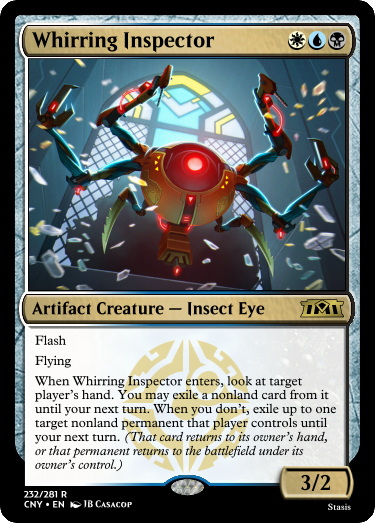 Whirring Inspector
Artifact Creature — Insect Eye
Flash
Flying
When Whirring Inspector enters, look at target
player's hand. You may exile a nonland card from it
until your next turn. When you don't, exile up to one
target nonland permanent that player controls until
your next turn. (That card returns to its owner's hand,
or that permanent returns to the battlefield under its
owner's control.)
3/2
232/281 R
CNY • EN JB Casacop
Stasis